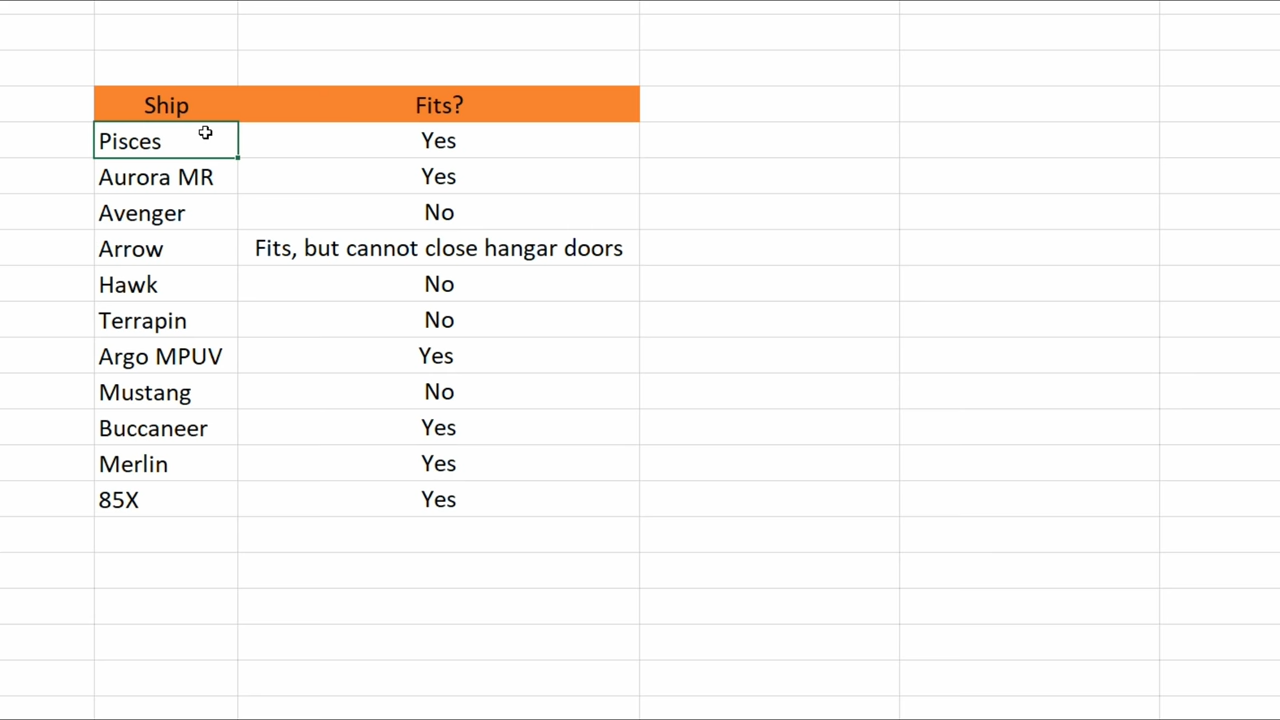 Ship Fits?
Pisces Yes
Aurora MR Yes
Avenger No
Arrow Fits, but cannot close hangar doors
Hawk No
Terrapin No
Argo MPUV Yes
Mustang No
Buccaneer Yes
Merlin Yes
85X Yes